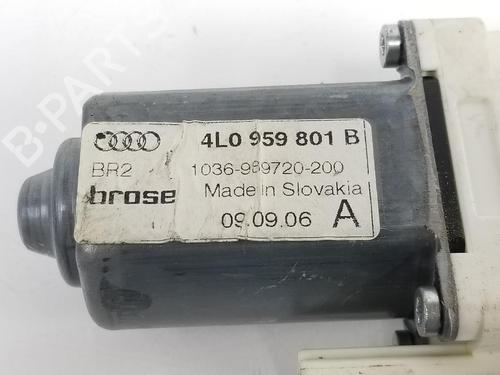 4L0 959 801 B
BR2 1036-989720-200
brose Made in Slovakia
09.09.06 A
B-PARTS